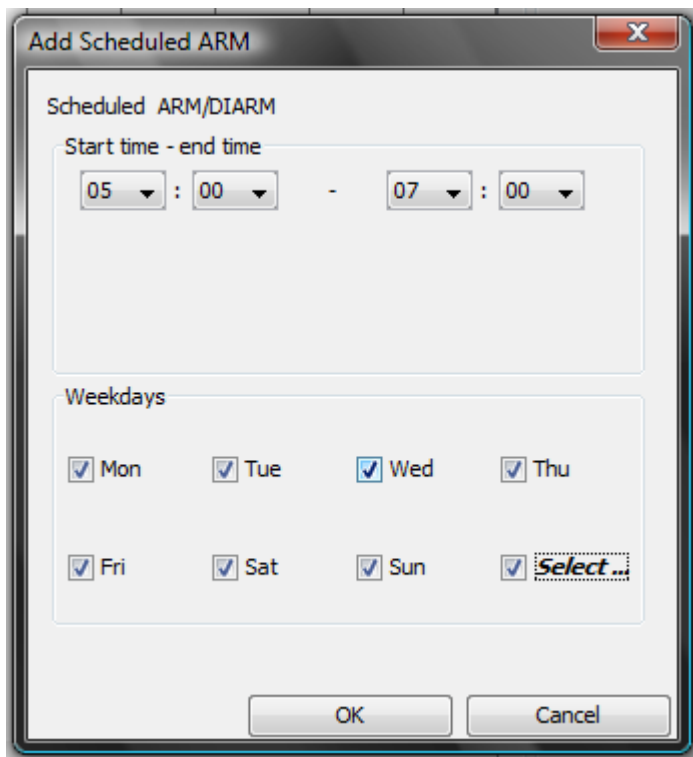 Add Scheduled ARM
Scheduled ARM/DIARM
Start time - end time
05 : 00 - 07 : 00
Weekdays
Mon Tue Wed Thu
Fri Sat Sun Select ...
OK Cancel